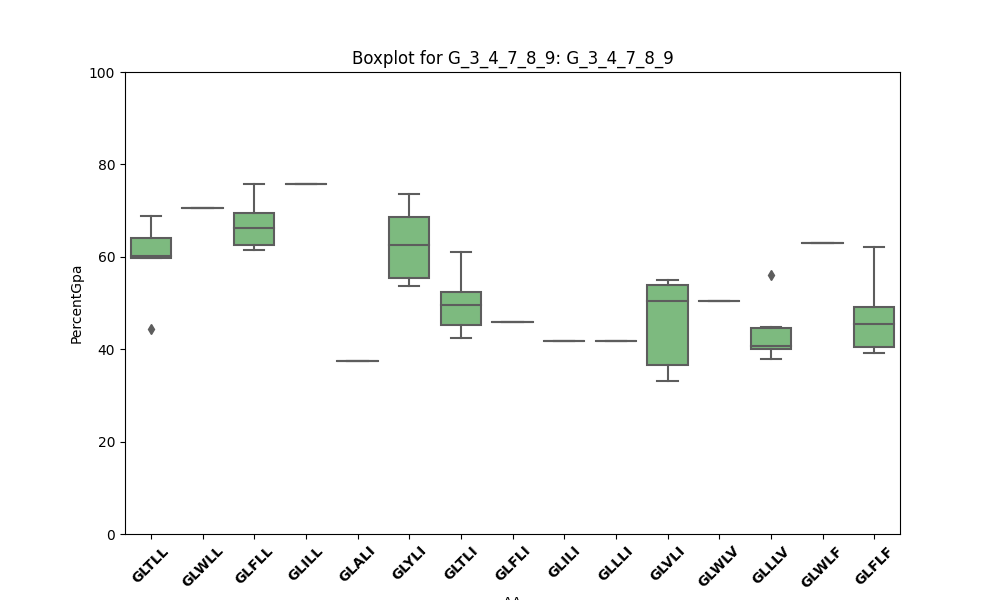 Boxplot for G_3_4_7_8_9: G_3_4_7_8_9
PercentGpa
100
80
60
40
20
0
GLTLL GLWLL GLFLL GLILL GLALI GLYLI GLTLI GLFLI GLILI GLLLI GLVLI GLWLV GLLLV GLWLF GLFLF